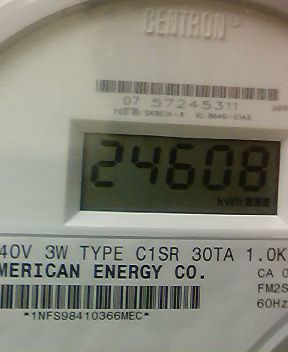 CENTRON®
07 57245311
24608
kWh
40V 3W TYPE C1SR 30TA 1.0K
MERICAN ENERGY CO.
CA 0
FM2S
60Hz
*1NFS98410366MEC*